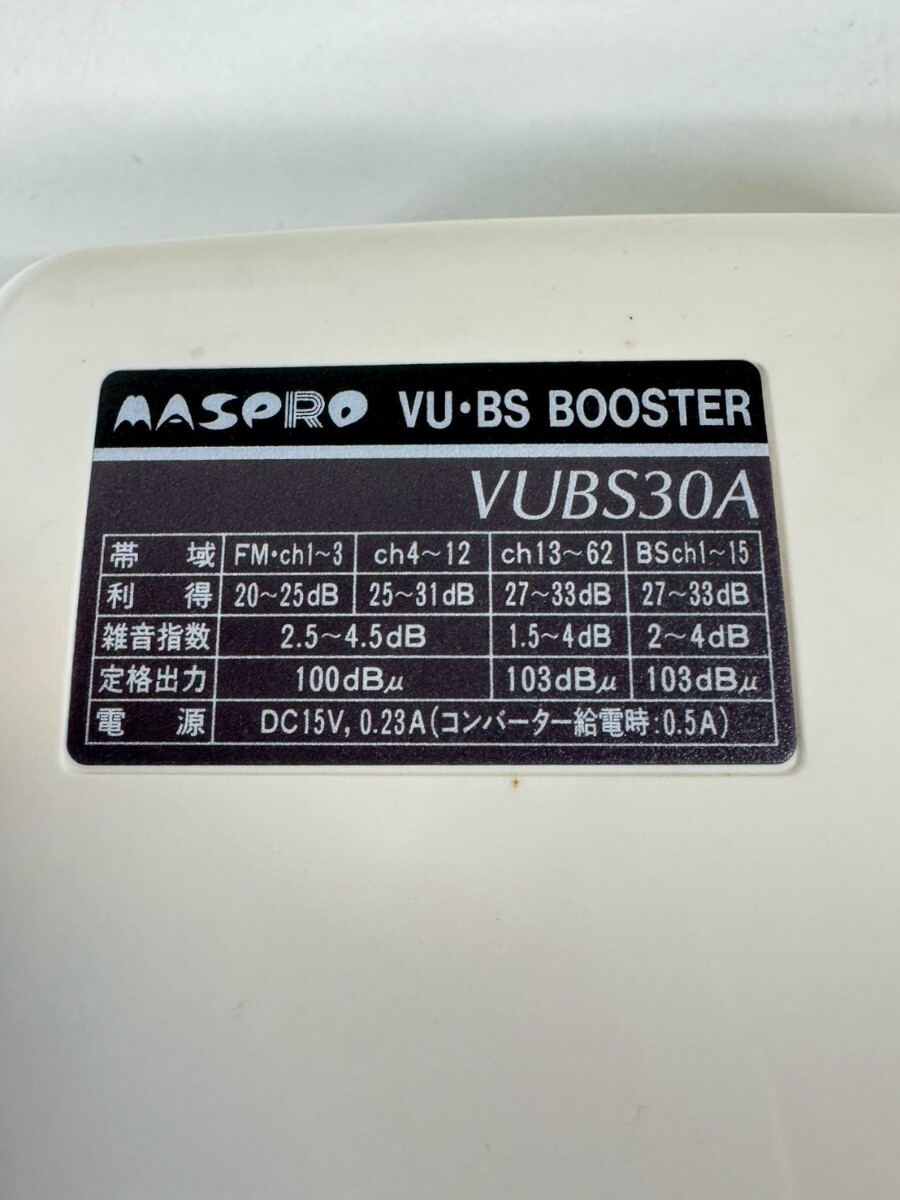 MASPRO VU・BS BOOSTER
VUBS30A
帯域 FM・ch1~3 ch4~12 ch13~62 BSch1~15
利得 20~25dB 25~31dB 27~33dB 27~33dB
雑音指数 2.5~4.5dB 1.5~4dB 2~4dB
定格出力 100dBμ 103dBμ 103dBμ
電源 DC15V, 0.23A(コンバーター給電時:0.5A)